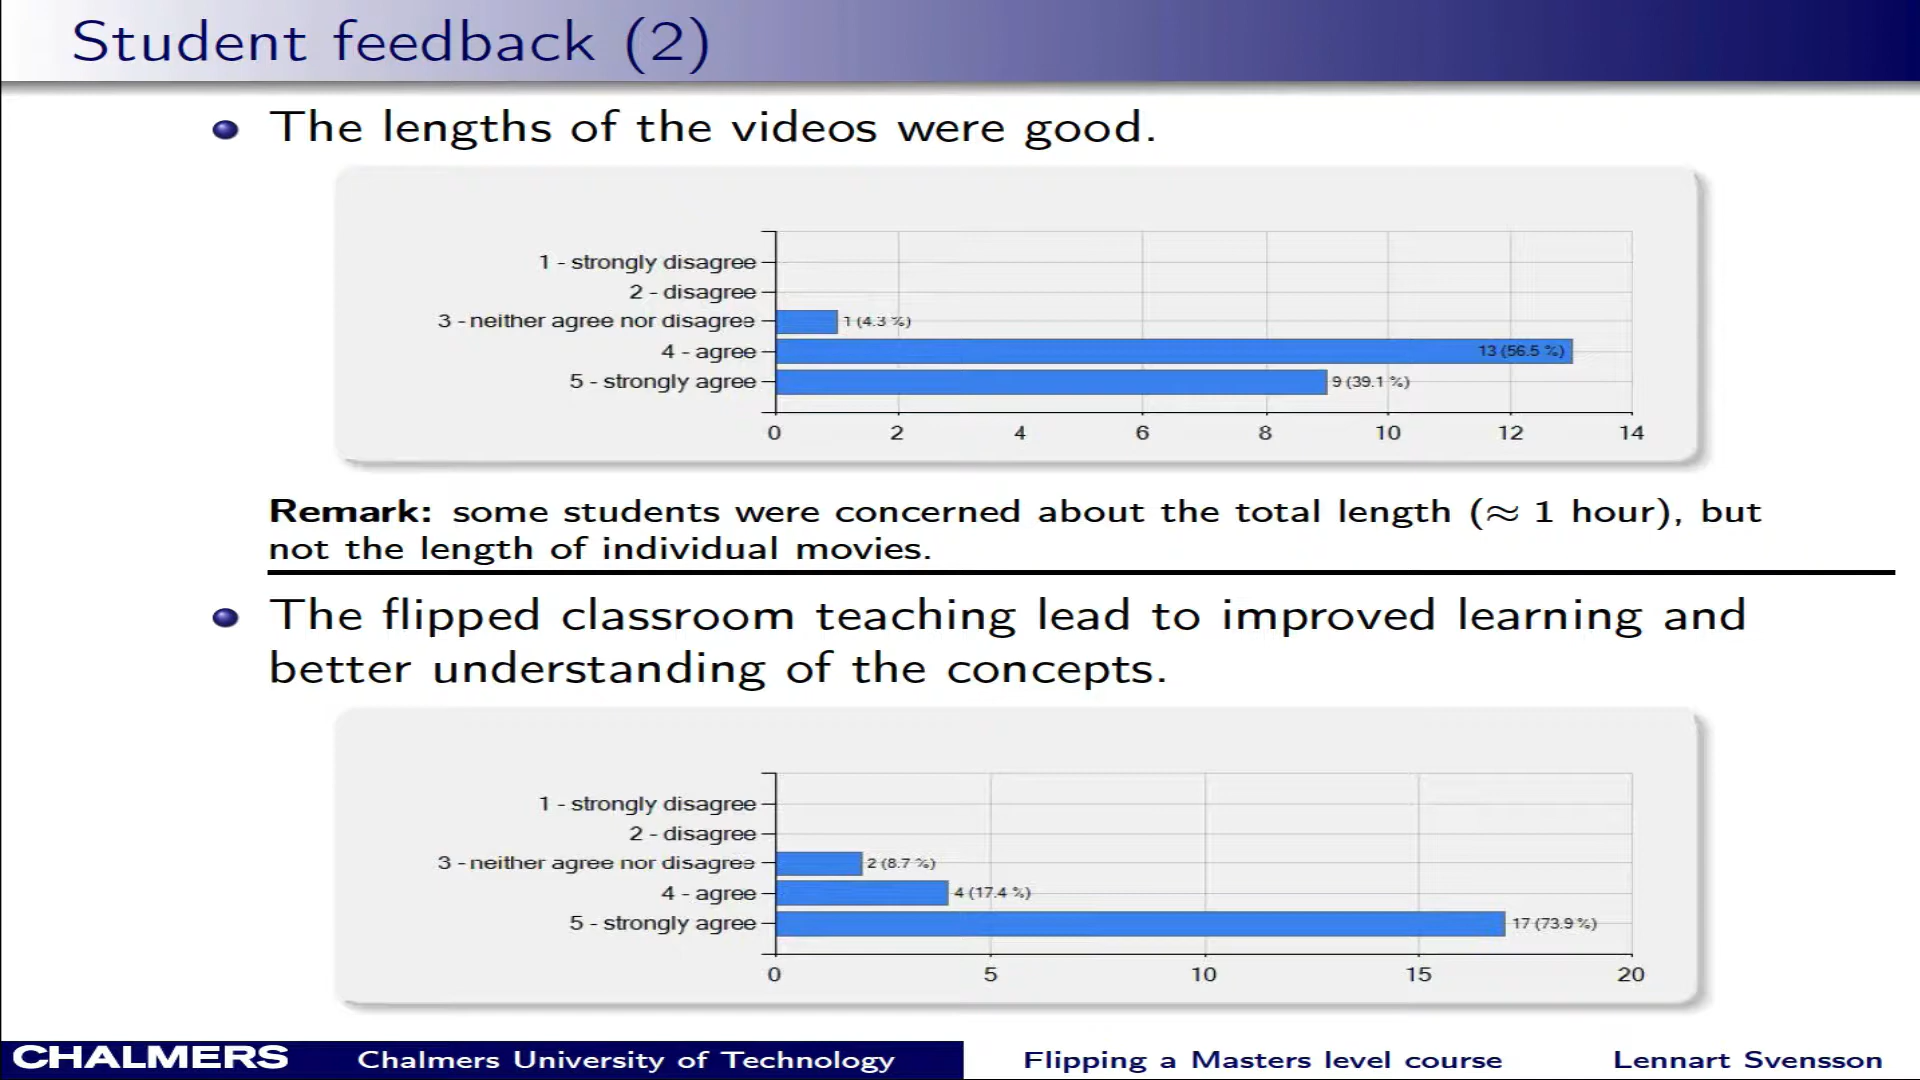 Student feedback (2)
The lengths of the videos were good.
1 - strongly disagree
2 - disagree
3 - neither agree nor disagree 1 (4.3 %)
4 - agree 13 (56.5 %)
5 - strongly agree 9 (39.1 %)
0 2 4 6 8 10 12 14
Remark: some students were concerned about the total length (≈ 1 hour), but
not the length of individual movies.
The flipped classroom teaching lead to improved learning and
better understanding of the concepts.
1 - strongly disagree
2 - disagree
3 - neither agree nor disagree 2 (8.7 %)
4 - agree 4 (17.4 %)
5 - strongly agree 17 (73.9 %)
0 5 10 15 20
CHALMERS Chalmers University of Technology Flipping a Masters level course Lennart Svensson